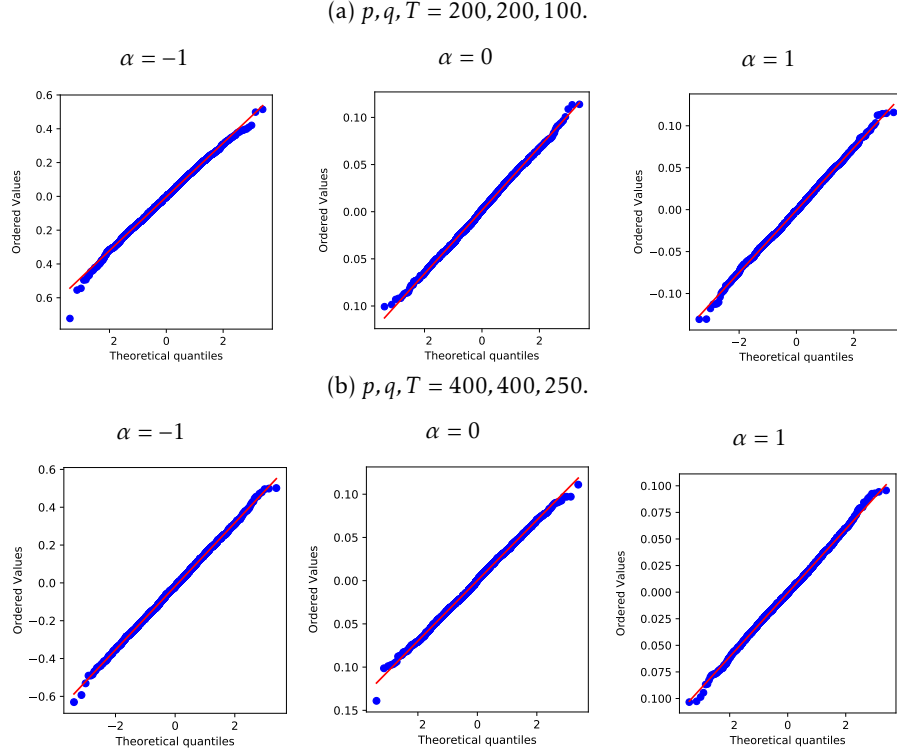 (a) p, q, T = 200, 200, 100.
α = −1
α = 0
α = 1
0.6
0.4
0.2
0.0
0.2
0.4
0.6
Ordered Values
2
0
2
Theoretical quantiles
0.10
0.05
0.00
0.05
0.10
Ordered Values
2
0
2
Theoretical quantiles
0.10
0.05
0.00
−0.05
−0.10
Ordered Values
−2
0
2
Theoretical quantiles
(b) p, q, T = 400, 400, 250.
α = −1
α = 0
α = 1
0.6
0.4
0.2
0.0
−0.2
−0.4
−0.6
Ordered Values
−2
0
2
Theoretical quantiles
0.10
0.05
0.00
0.05
0.10
0.15
Ordered Values
2
0
2
Theoretical quantiles
0.100
0.075
0.050
0.025
0.000
0.025
0.050
0.075
0.100
Ordered Values
2
0
2
Theoretical quantiles